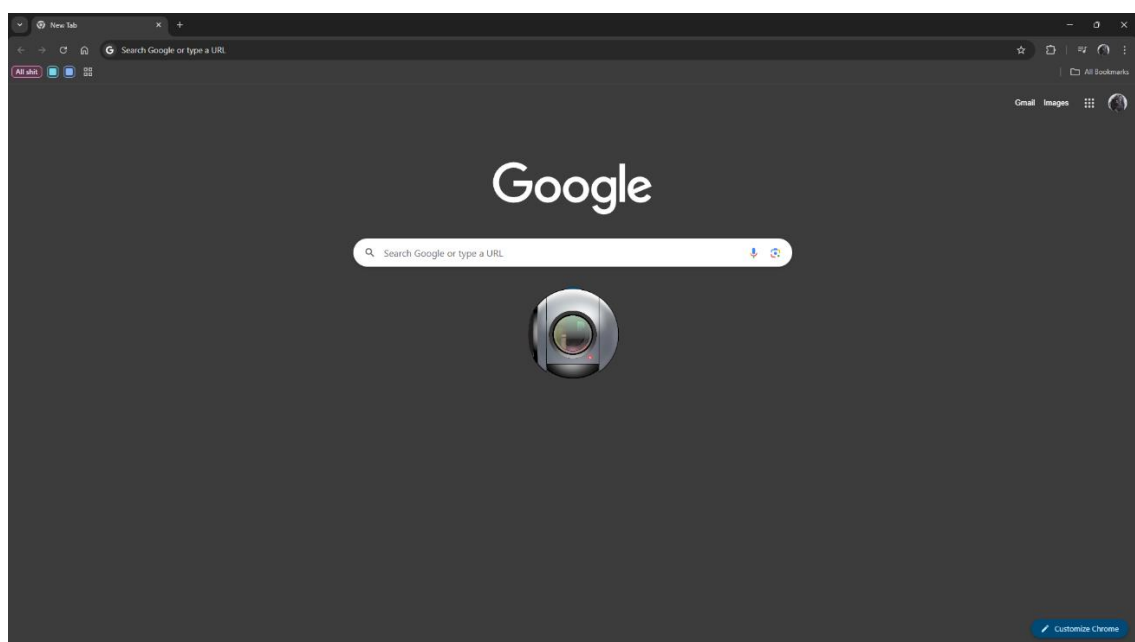 New Tab
Search Google or type a URL
All shit
All Bookmarks
Gmail Images
Google
Search Google or type a URL
Customize Chrome